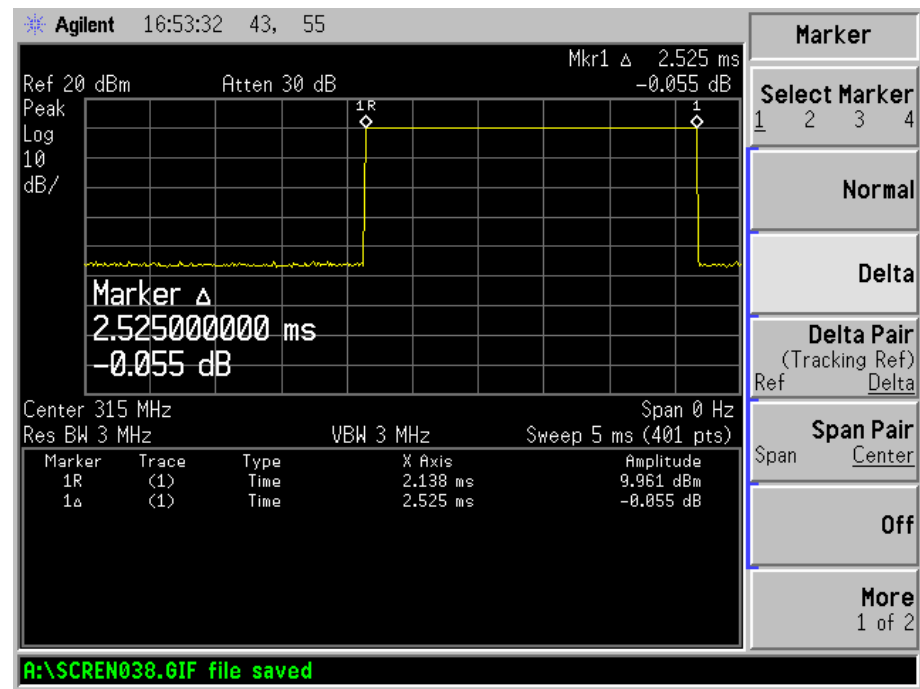 Agilent 16:53:32 43, 55
Mkr1 Δ 2.525 ms
Ref 20 dBm Atten 30 dB -0.055 dB
Peak
Log
10
dB/
1R
1
Marker Δ
2.525000000 ms
-0.055 dB
Center 315 MHz Span 0 Hz
Res BW 3 MHz VBW 3 MHz Sweep 5 ms (401 pts)
Marker Trace Type X Axis Amplitude
1R (1) Time 2.138 ms 9.961 dBm
1Δ (1) Time 2.525 ms -0.055 dB
A:\SCREN038.GIF file saved
Marker
Select Marker
1 2 3 4
Normal
Delta
Delta Pair
(Tracking Ref)
Ref Delta
Span Pair
Span Center
Off
More
1 of 2